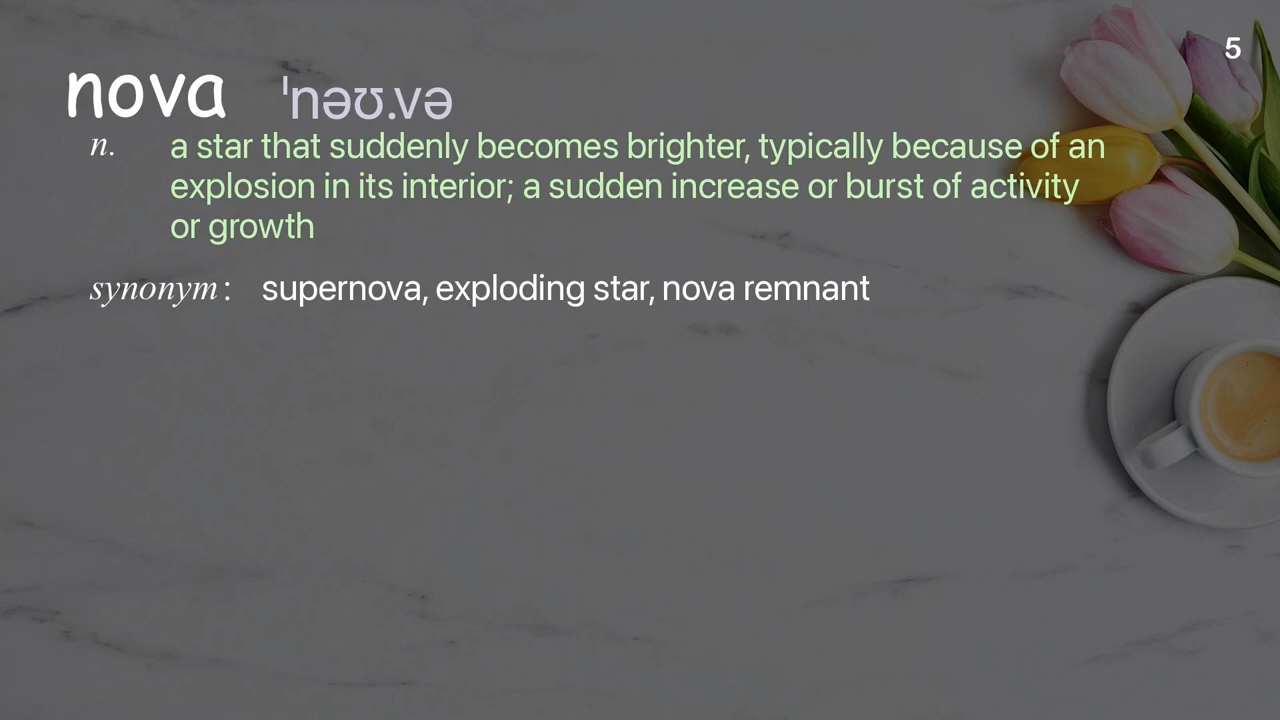 5
nova ˈnəʊ.və
n. a star that suddenly becomes brighter, typically because of an
explosion in its interior; a sudden increase or burst of activity
or growth
synonym: supernova, exploding star, nova remnant